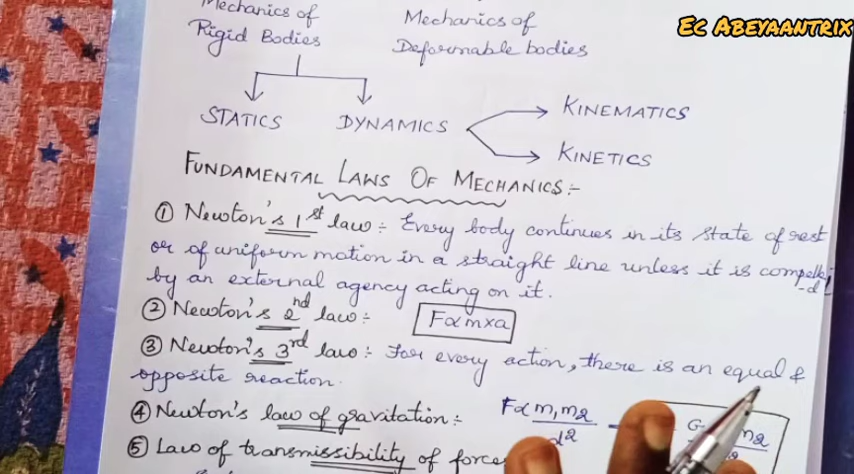 Ec Abeyaantrix
Mechanics of Mechanics of
Rigid Bodies Deformable bodies
KINEMATICS
STATICS DYNAMICS
KINETICS
FUNDAMENTAL LAWS OF MECHANICS:-
① Newton's 1st law:- Every body continues in its state of rest
or of uniform motion in a straight line unless it is compelle
-d
by an external agency acting on it.
② Newton's 2nd law:- F∝m×a
③ Newton's 3rd law:- For every action, there is an equal &
opposite reaction.
④ Newton's law of gravitation:- F∝ m₁m₂ / d² = G m₂
⑤ Law of transmissibility of force